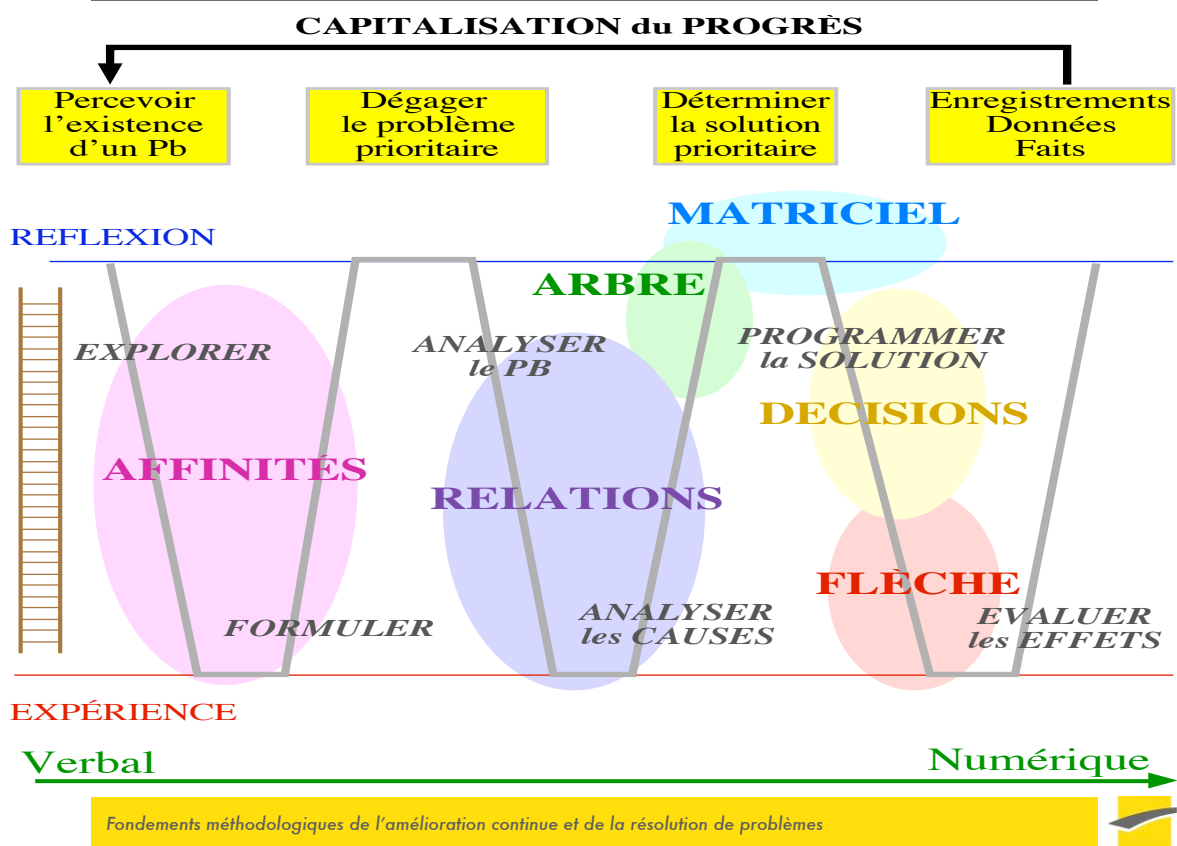 CAPITALISATION du PROGRÈS
Percevoir
l’existence
d’un Pb
Dégager
le problème
prioritaire
Déterminer
la solution
prioritaire
Enregistrements
Données
Faits
MATRICIEL
REFLEXION
ARBRE
EXPLORER
ANALYSER
le PB
PROGRAMMER
la SOLUTION
DECISIONS
AFFINITÉS
RELATIONS
FLÈCHE
FORMULER
ANALYSER
les CAUSES
EVALUER
les EFFETS
EXPÉRIENCE
Verbal
Numérique
Fondements méthodologiques de l’amélioration continue et de la résolution de problèmes